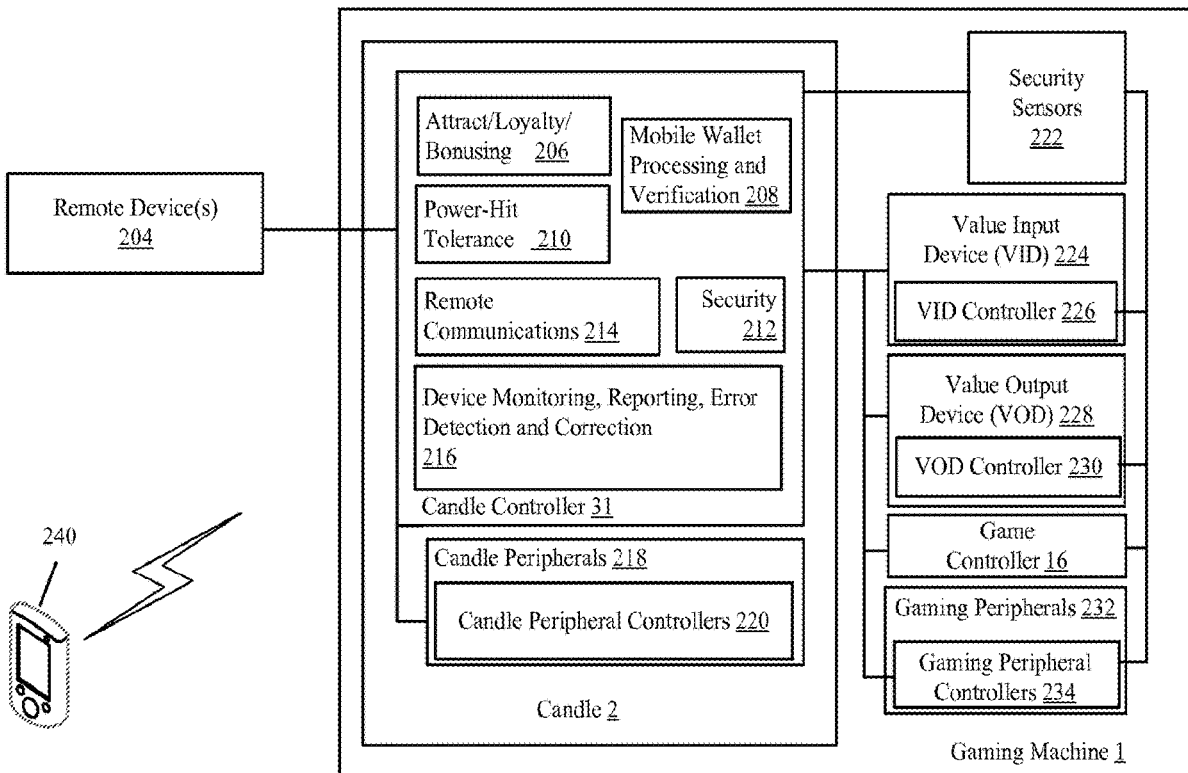 Remote Device(s)
204
240
Attract/Loyalty/
Bonusing 206
Mobile Wallet
Processing and
Verification 208
Power-Hit
Tolerance 210
Remote
Communications 214
Security
212
Device Monitoring, Reporting, Error
Detection and Correction
216
Candle Controller 31
Candle Peripherals 218
Candle Peripheral Controllers 220
Candle 2
Security
Sensors
222
Value Input
Device (VID) 224
VID Controller 226
Value Output
Device (VOD) 228
VOD Controller 230
Game
Controller 16
Gaming Peripherals 232
Gaming Peripheral
Controllers 234
Gaming Machine 1